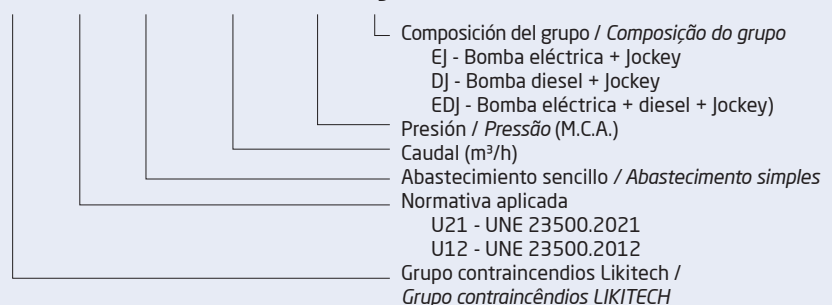 Composición del grupo / Composição do grupo
EJ - Bomba eléctrica + Jockey
DJ - Bomba diesel + Jockey
EDJ - Bomba eléctrica + diesel + Jockey)
Presión / Pressão (M.C.A.)
Caudal (m³/h)
Abastecimiento sencillo / Abastecimento simples
Normativa aplicada
U21 - UNE 23500.2021
U12 - UNE 23500.2012
Grupo contraincendios Likitech /
Grupo contraincêndios LIKITECH